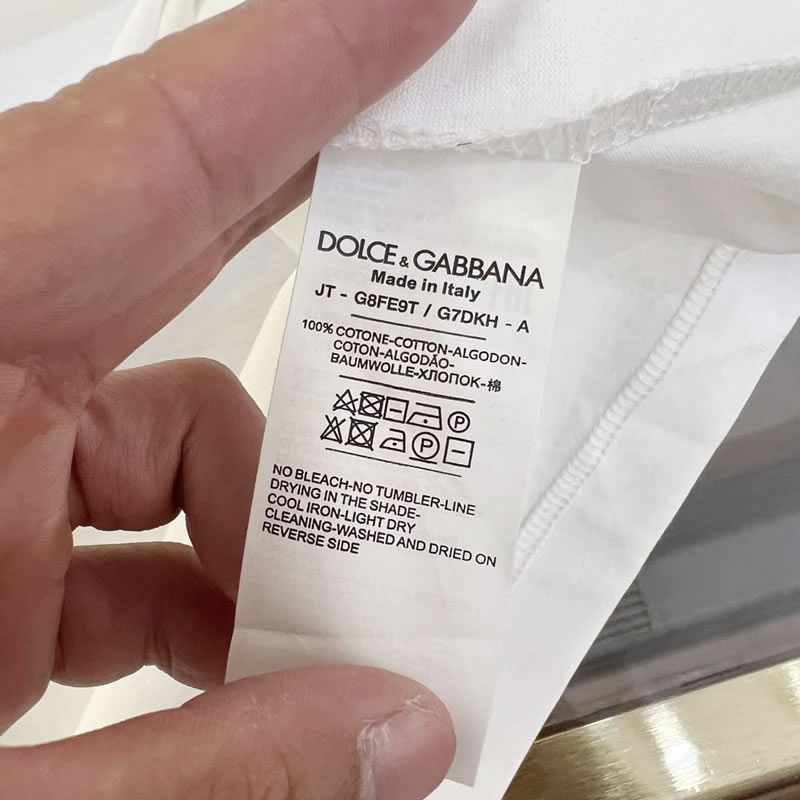 DOLCE & GABBANA
Made in Italy
JT - G8FE9T / G7DKH - A
100% COTONE-COTTON-ALGODON-
COTON-ALGODÃO-
BAUMWOLLE-ХЛОПОК-棉
P
P
NO BLEACH-NO TUMBLER-LINE
DRYING IN THE SHADE-
COOL IRON-LIGHT DRY
CLEANING-WASHED AND DRIED ON
REVERSE SIDE